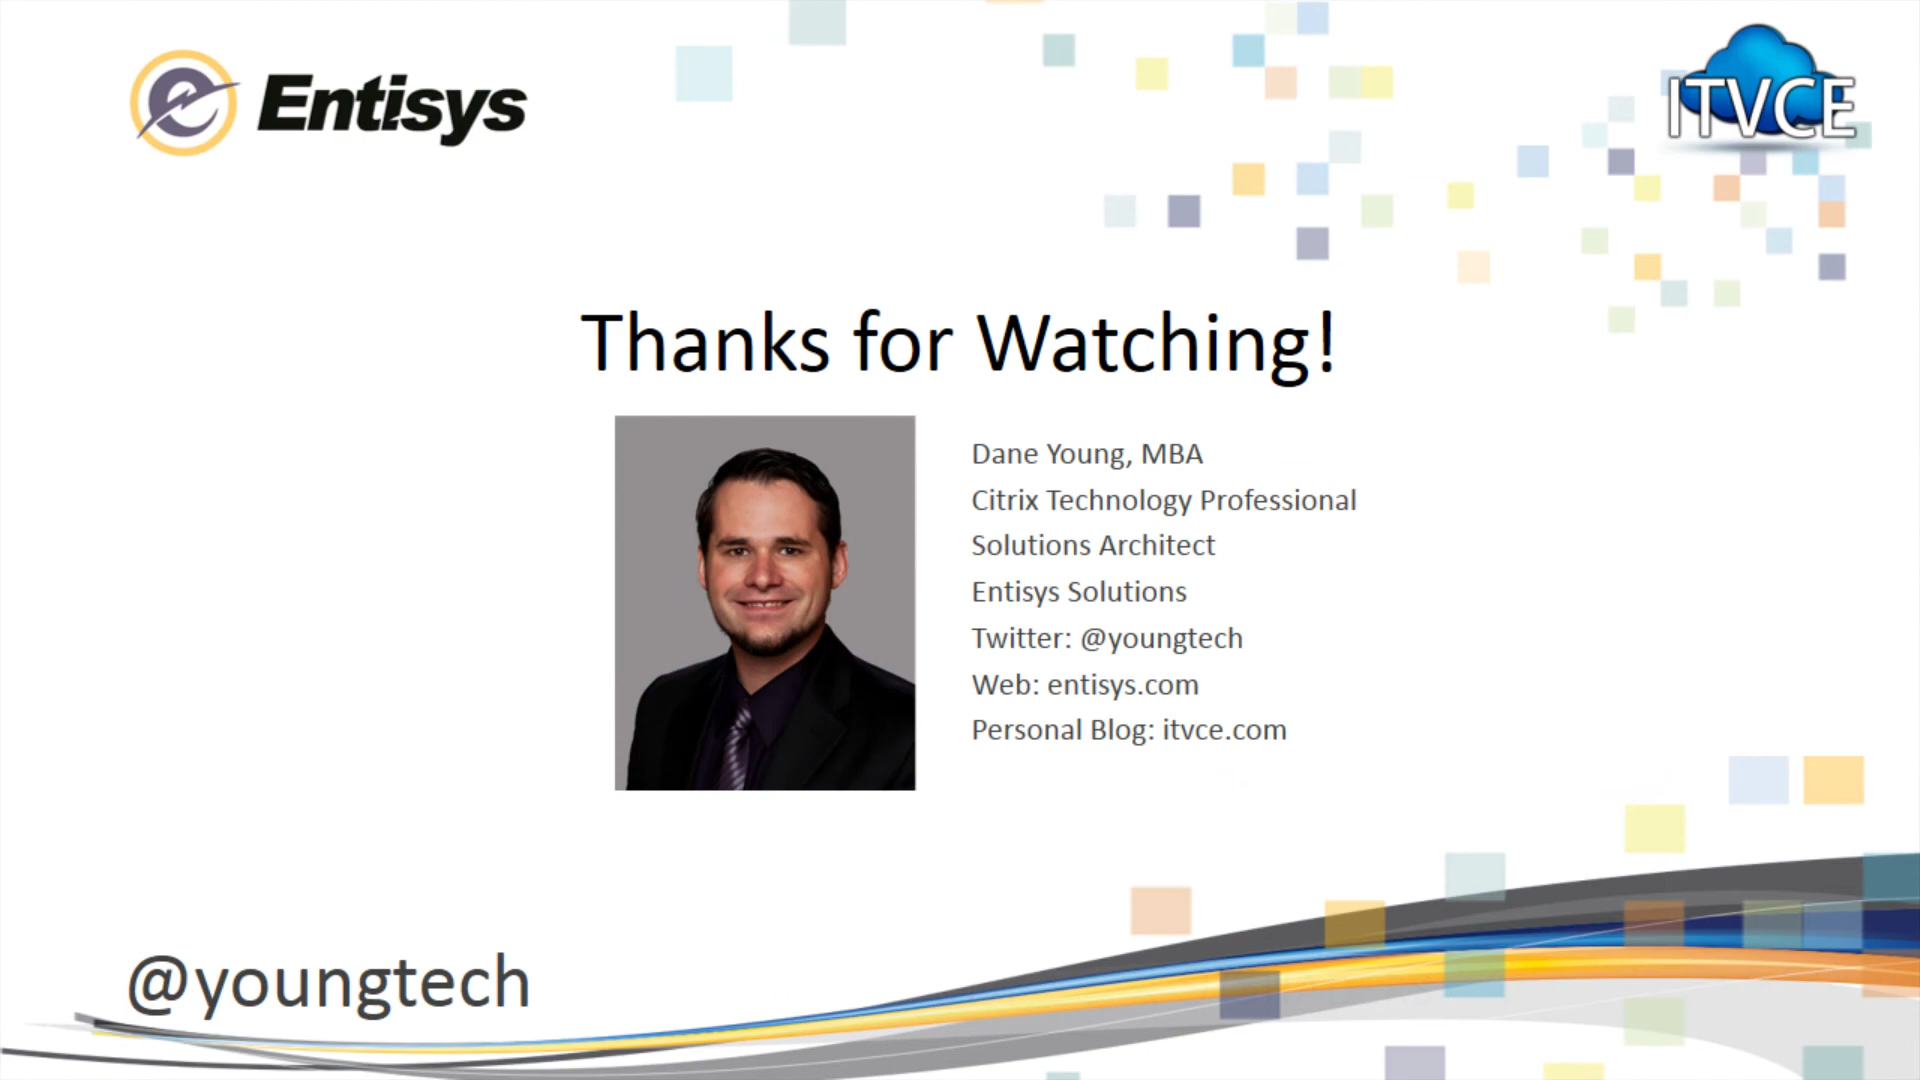 Entisys
ITVCE
Thanks for Watching!
Dane Young, MBA
Citrix Technology Professional
Solutions Architect
Entisys Solutions
Twitter: @youngtech
Web: entisys.com
Personal Blog: itvce.com
@youngtech